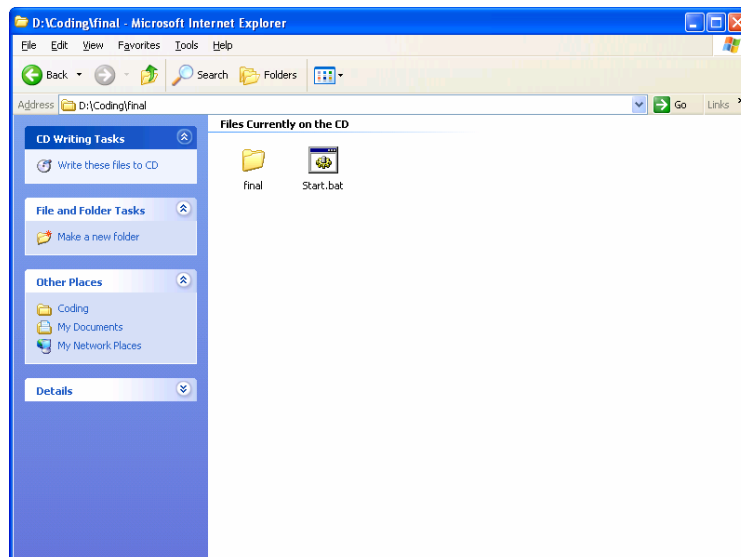 D:\Coding\final - Microsoft Internet Explorer
File Edit View Favorites Tools Help
Back Search Folders
Address D:\Coding\final Go Links »
CD Writing Tasks
Write these files to CD
File and Folder Tasks
Make a new folder
Other Places
Coding
My Documents
My Network Places
Details
Files Currently on the CD
final
Start.bat